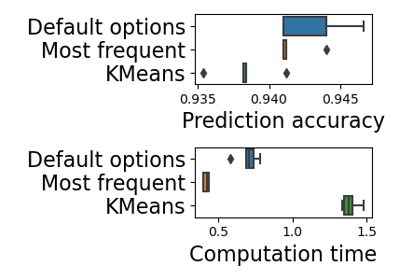 Default options
Most frequent
KMeans
0.935 0.940 0.945
Prediction accuracy
Default options
Most frequent
KMeans
0.5 1.0 1.5
Computation time